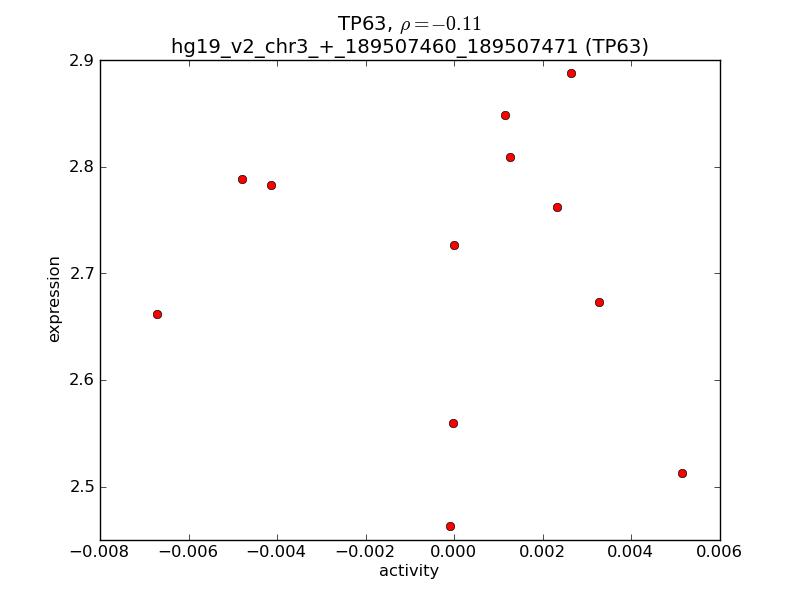 TP63, ρ = −0.11
hg19_v2_chr3_+_189507460_189507471 (TP63)
2.9
2.8
2.7
2.6
2.5
expression
−0.008 −0.006 −0.004 −0.002 0.000 0.002 0.004 0.006
activity